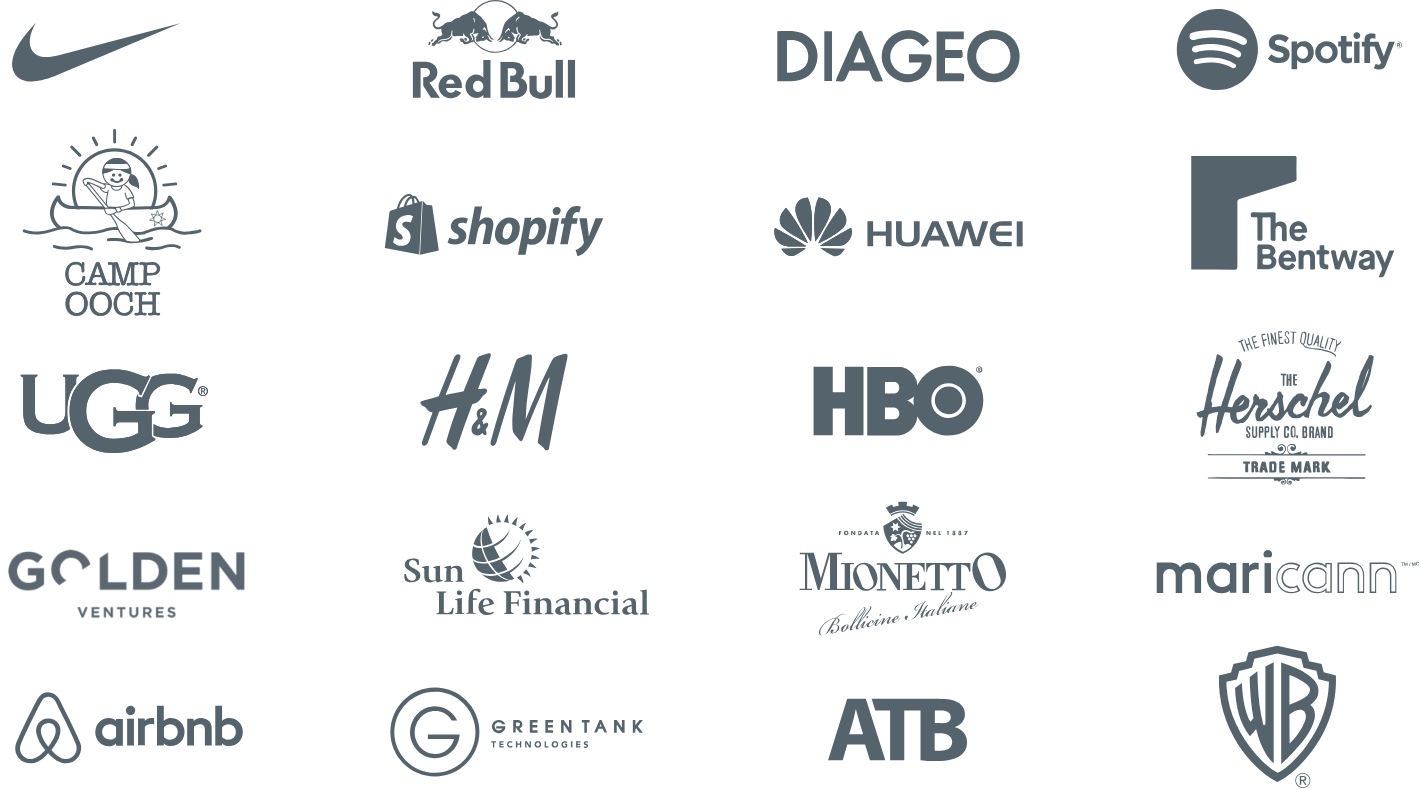 Red Bull
DIAGEO
Spotify®
CAMP
OOCH
S shopify
HUAWEI
The
Bentway
UGG®
H&M
HBO®
THE FINEST QUALITY
THE
Herschel
SUPPLY CO. BRAND
TRADE MARK
GOLDEN
VENTURES
Sun
Life Financial
FONDATA NEL 1887
MIONETTO
Bollicine Italiane
maricann TM/MC
airbnb
G GREENTANK
TECHNOLOGIES
ATB
WB®